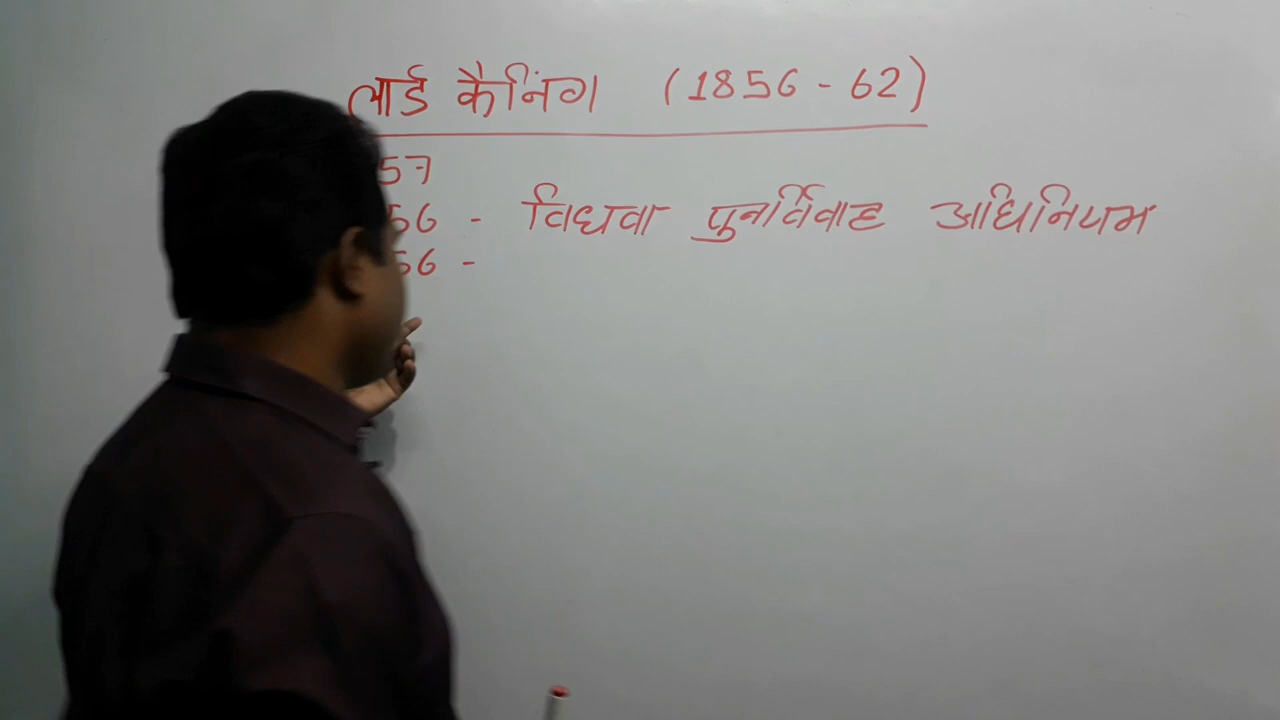 लार्ड कैनिंग (1856 - 62)
57
56 - विधवा पुनर्विवाह अधिनियम
56 -